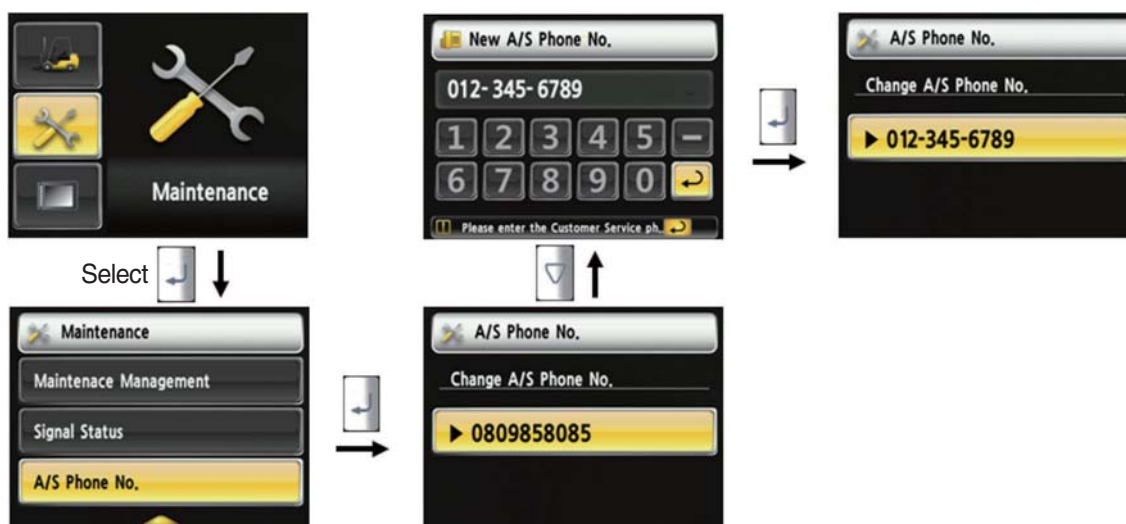 Maintenance
Select
Maintenance
Maintenace Management
Signal Status
A/S Phone No.
A/S Phone No.
Change A/S Phone No.
0809858085
New A/S Phone No.
012-345-6789
1 2 3 4 5 –
6 7 8 9 0
Please enter the Customer Service ph..
A/S Phone No.
Change A/S Phone No.
012-345-6789